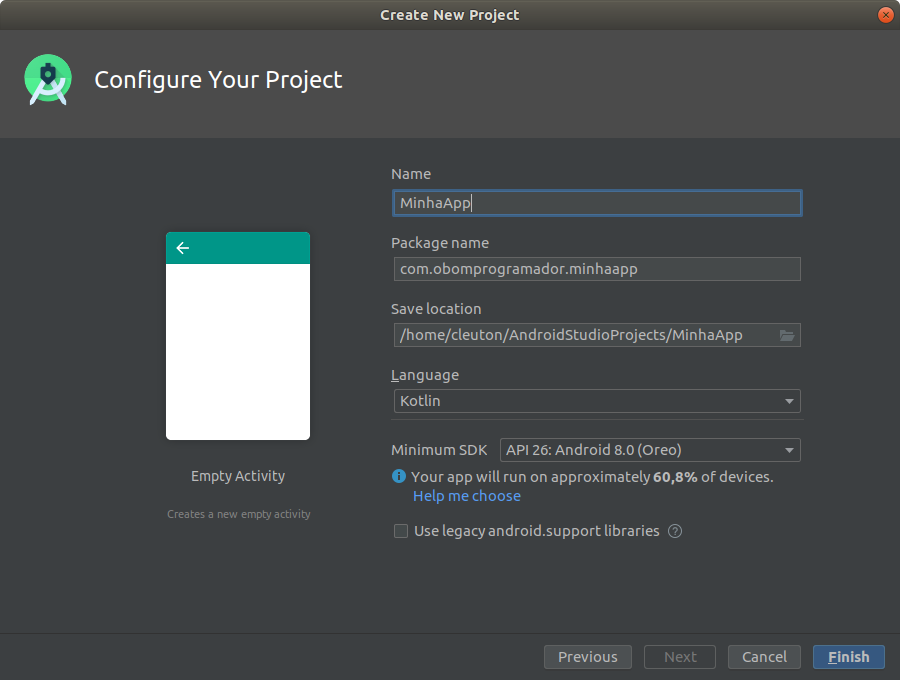 Create New Project
Configure Your Project
Name
MinhaApp
Package name
com.obomprogramador.minhaapp
Save location
/home/cleuton/AndroidStudioProjects/MinhaApp
Language
Kotlin
Minimum SDK API 26: Android 8.0 (Oreo)
Your app will run on approximately 60,8% of devices.
Help me choose
Use legacy android.support libraries ?
Empty Activity
Creates a new empty activity
Previous Next Cancel Finish